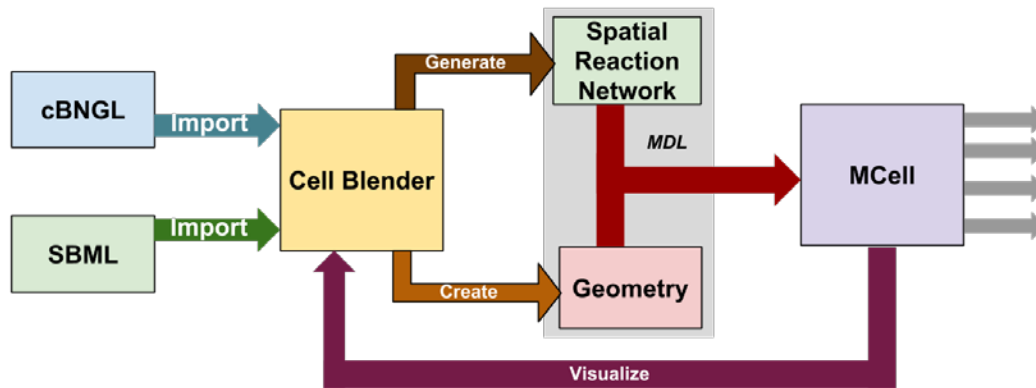 cBNGL
Import
SBML
Import
Cell Blender
Generate
Create
Spatial
Reaction
Network
MDL
Geometry
MCell
Visualize